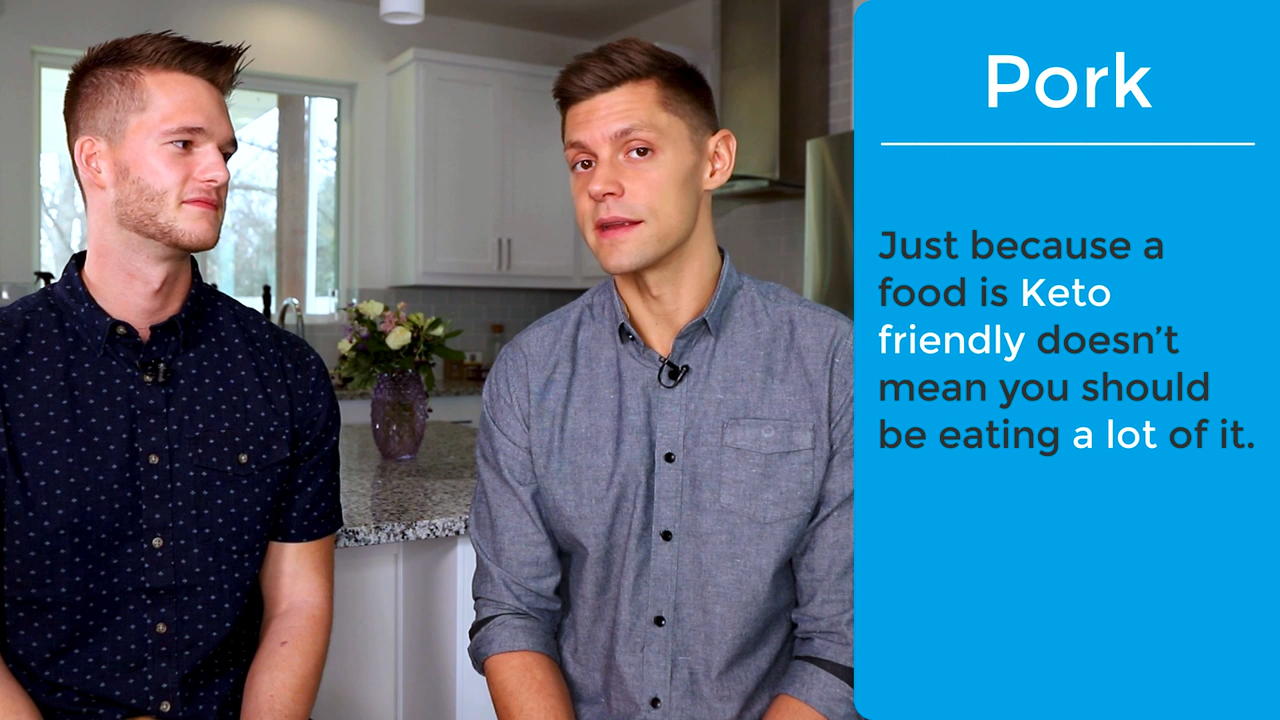 Pork
Just because a
food is Keto
friendly doesn’t
mean you should
be eating a lot of it.